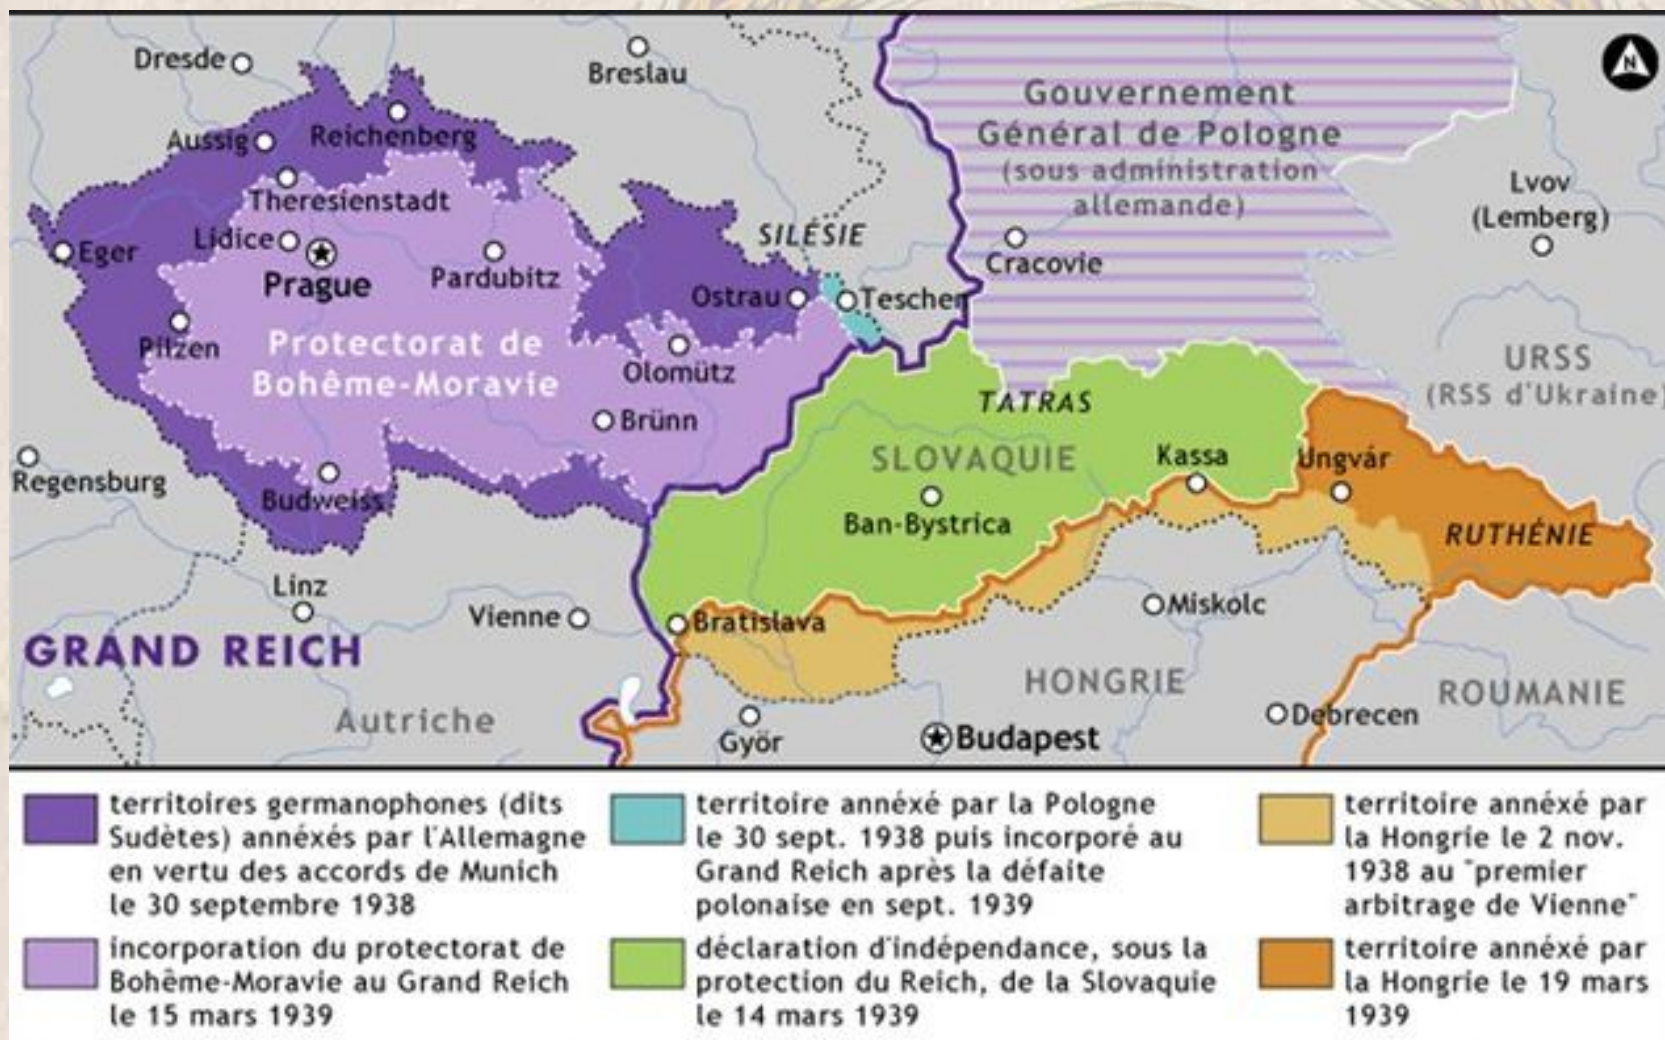 Dresde
Breslau
N
Gouvernement
Général de Pologne
(sous administration
allemande)
Aussig
Reichenberg
Theresienstadt
Lvov
(Lemberg)
Lidice
SILÉSIE
Eger
Prague
Pardubitz
Cracovie
Ostrau
Teschen
Pilzen
Protectorat de
Bohême-Moravie
Olomütz
URSS
(RSS d'Ukraine)
TATRAS
Brünn
SLOVAQUIE
Kassa
Ungvár
Regensburg
Budweiss
Ban-Bystrica
RUTHÉNIE
Linz
Vienne
Bratislava
Miskolc
GRAND REICH
HONGRIE
ROUMANIE
Autriche
Györ
Budapest
Debrecen
territoires germanophones (dits
Sudètes) annéxés par l'Allemagne
en vertu des accords de Munich
le 30 septembre 1938
incorporation du protectorat de
Bohême-Moravie au Grand Reich
le 15 mars 1939
territoire annéxé par la Pologne
le 30 sept. 1938 puis incorporé au
Grand Reich après la défaite
polonaise en sept. 1939
déclaration d'indépendance, sous la
protection du Reich, de la Slovaquie
le 14 mars 1939
territoire annéxé par
la Hongrie le 2 nov.
1938 au "premier
arbitrage de Vienne"
territoire annéxé par
la Hongrie le 19 mars
1939